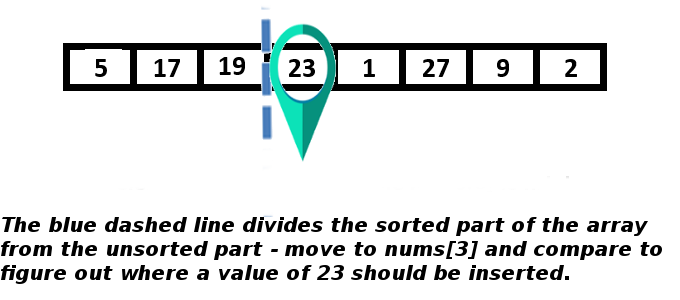 5 17 19 23 1 27 9 2
The blue dashed line divides the sorted part of the array
from the unsorted part - move to nums[3] and compare to
figure out where a value of 23 should be inserted.